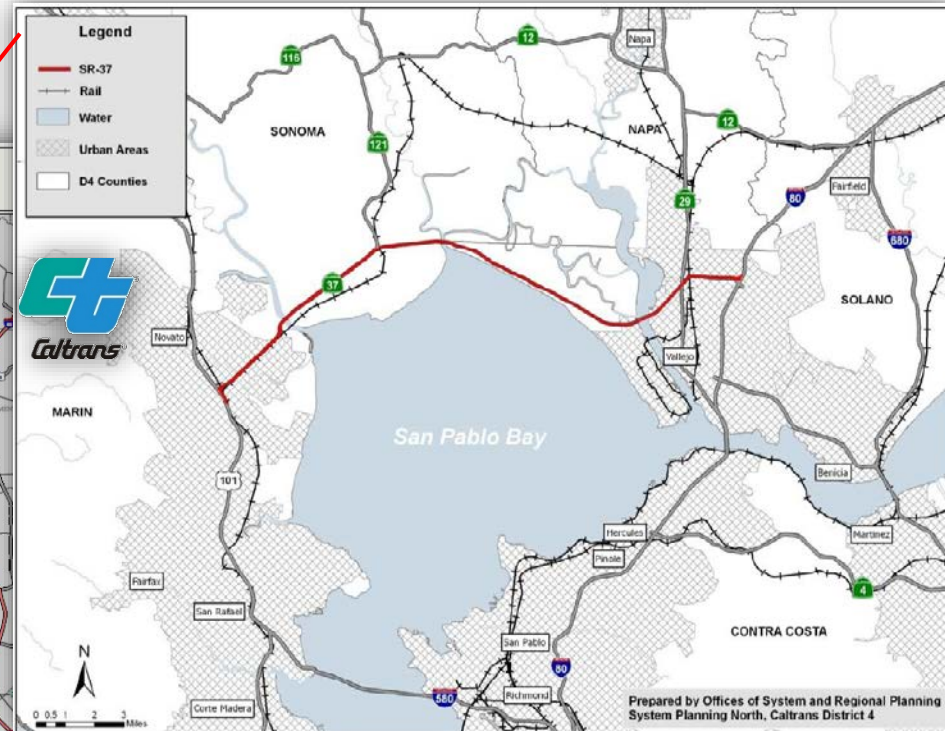 Legend
SR-37
Rail
Water
Urban Areas
D4 Counties
116
12
Napa
SONOMA
NAPA
12
121
Fairfield
80
29
680
37
SOLANO
Caltrans
Novato
Vallejo
MARIN
San Pablo Bay
101
Benicia
Hercules
Martinez
Pinole
Fairfax
4
San Rafael
CONTRA COSTA
N
San Pablo
80
580
Richmond
Corte Madera
0 0.5 1 2 3
Miles
Prepared by Offices of System and Regional Planning
System Planning North, Caltrans District 4